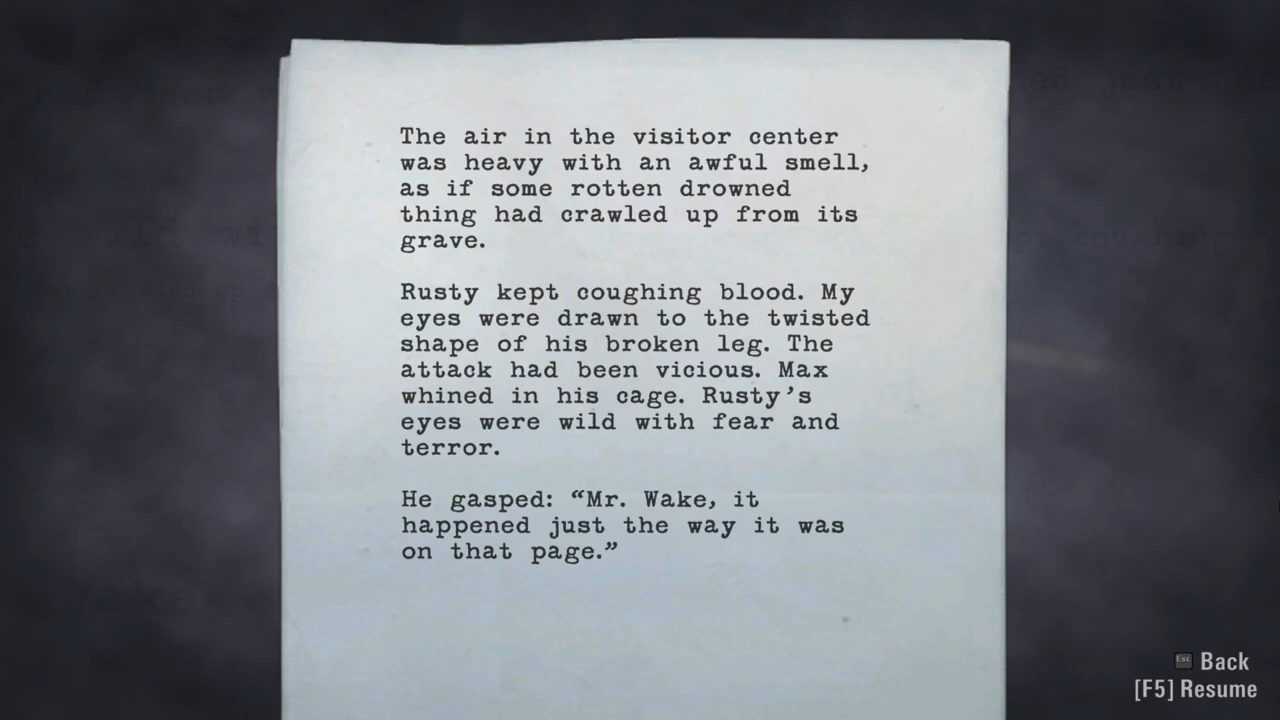 The air in the visitor center
was heavy with an awful smell,
as if some rotten drowned
thing had crawled up from its
grave.
Rusty kept coughing blood. My
eyes were drawn to the twisted
shape of his broken leg. The
attack had been vicious. Max
whined in his cage. Rusty’s
eyes were wild with fear and
terror.
He gasped: “Mr. Wake, it
happened just the way it was
on that page.”
Esc Back
[F5] Resume